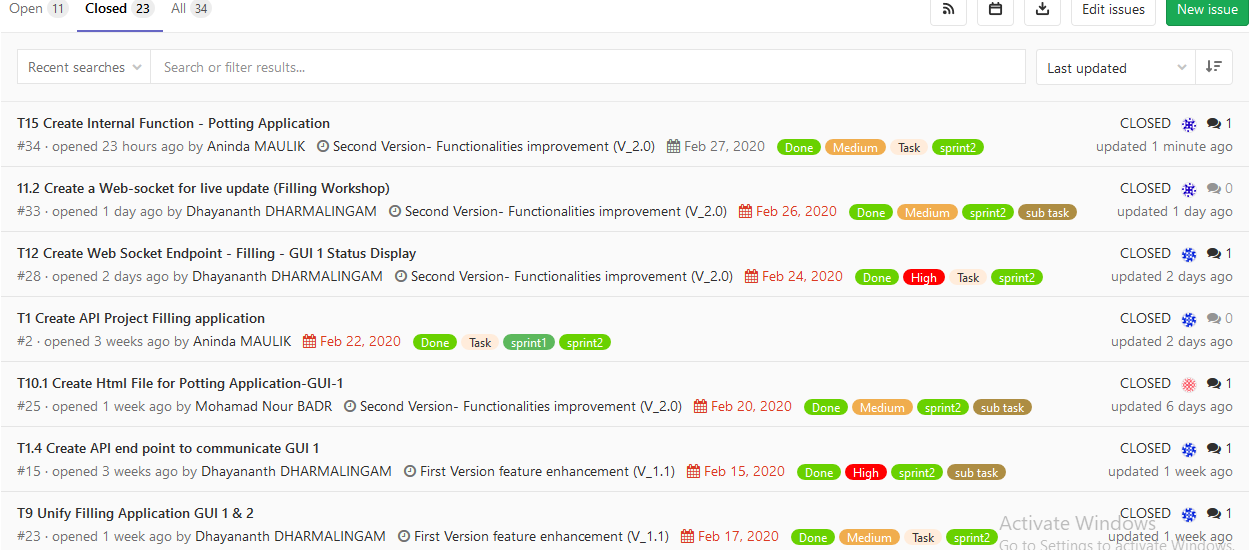 Open 11 Closed 23 All 34 Edit issues New issue
Recent searches Search or filter results... Last updated
T15 Create Internal Function - Potting Application CLOSED 1
#34 · opened 23 hours ago by Aninda MAULIK Second Version- Functionalities improvement (V_2.0) Feb 27, 2020 Done Medium Task sprint2 updated 1 minute ago
11.2 Create a Web-socket for live update (Filling Workshop) CLOSED 0
#33 · opened 1 day ago by Dhayananth DHARMALINGAM Second Version- Functionalities improvement (V_2.0) Feb 26, 2020 Done Medium sprint2 sub task updated 1 day ago
T12 Create Web Socket Endpoint - Filling - GUI 1 Status Display CLOSED 1
#28 · opened 2 days ago by Dhayananth DHARMALINGAM Second Version- Functionalities improvement (V_2.0) Feb 24, 2020 Done High Task sprint2 updated 2 days ago
T1 Create API Project Filling application CLOSED 0
#2 · opened 3 weeks ago by Aninda MAULIK Feb 22, 2020 Done Task sprint1 sprint2 updated 2 days ago
T10.1 Create Html File for Potting Application-GUI-1 CLOSED 1
#25 · opened 1 week ago by Mohamad Nour BADR Second Version- Functionalities improvement (V_2.0) Feb 20, 2020 Done Medium sprint2 sub task updated 6 days ago
T1.4 Create API end point to communicate GUI 1 CLOSED 1
#15 · opened 3 weeks ago by Dhayananth DHARMALINGAM First Version feature enhancement (V_1.1) Feb 15, 2020 Done High sprint2 sub task updated 1 week ago
T9 Unify Filling Application GUI 1 & 2 CLOSED 1
#23 · opened 1 week ago by Dhayananth DHARMALINGAM First Version feature enhancement (V_1.1) Feb 17, 2020 Done Medium Task sprint2 updated 1 week ago
Activate Windows
Go to Settings to activate Windows.